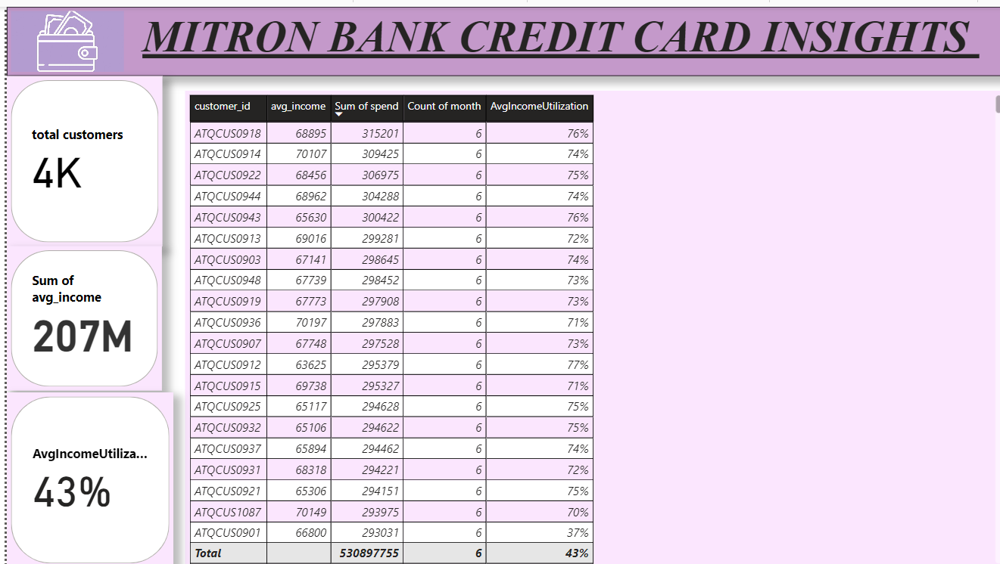 MITRON BANK CREDIT CARD INSIGHTS
total customers
4K
Sum of
avg_income
207M
AvgIncomeUtiliza...
43%
customer_id avg_income Sum of spend Count of month AvgIncomeUtilization
ATQCUS0918 68895 315201 6 76%
ATQCUS0914 70107 309425 6 74%
ATQCUS0922 68456 306975 6 75%
ATQCUS0944 68962 304288 6 74%
ATQCUS0943 65630 300422 6 76%
ATQCUS0913 69016 299281 6 72%
ATQCUS0903 67141 298645 6 74%
ATQCUS0948 67739 298452 6 73%
ATQCUS0919 67773 297908 6 73%
ATQCUS0936 70197 297883 6 71%
ATQCUS0907 67748 297528 6 73%
ATQCUS0912 63625 295379 6 77%
ATQCUS0915 69738 295327 6 71%
ATQCUS0925 65117 294628 6 75%
ATQCUS0932 65106 294622 6 75%
ATQCUS0937 65894 294462 6 74%
ATQCUS0931 68318 294221 6 72%
ATQCUS0921 65306 294151 6 75%
ATQCUS1087 70149 293975 6 70%
ATQCUS0901 66800 293031 6 37%
Total 530897755 6 43%